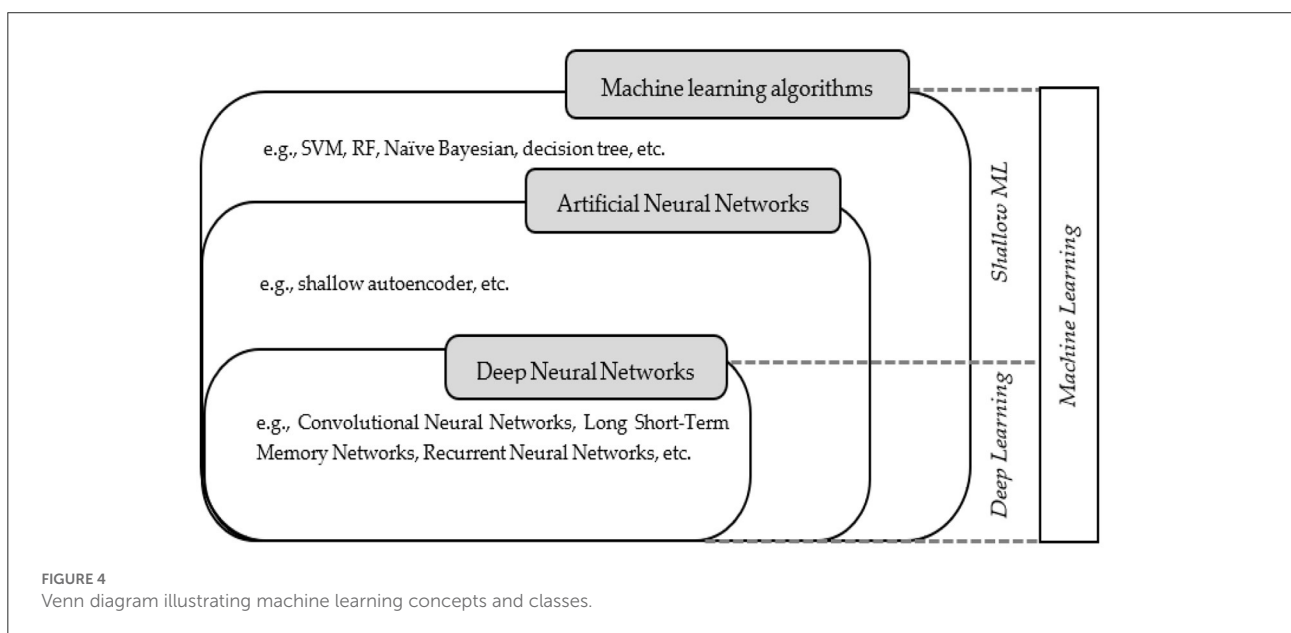 Machine learning algorithms
e.g., SVM, RF, Naïve Bayesian, decision tree, etc.
Artificial Neural Networks
e.g., shallow autoencoder, etc.
Deep Neural Networks
e.g., Convolutional Neural Networks, Long Short-Term
Memory Networks, Recurrent Neural Networks, etc.
Shallow ML
Deep Learning
Machine Learning
FIGURE 4
Venn diagram illustrating machine learning concepts and classes.